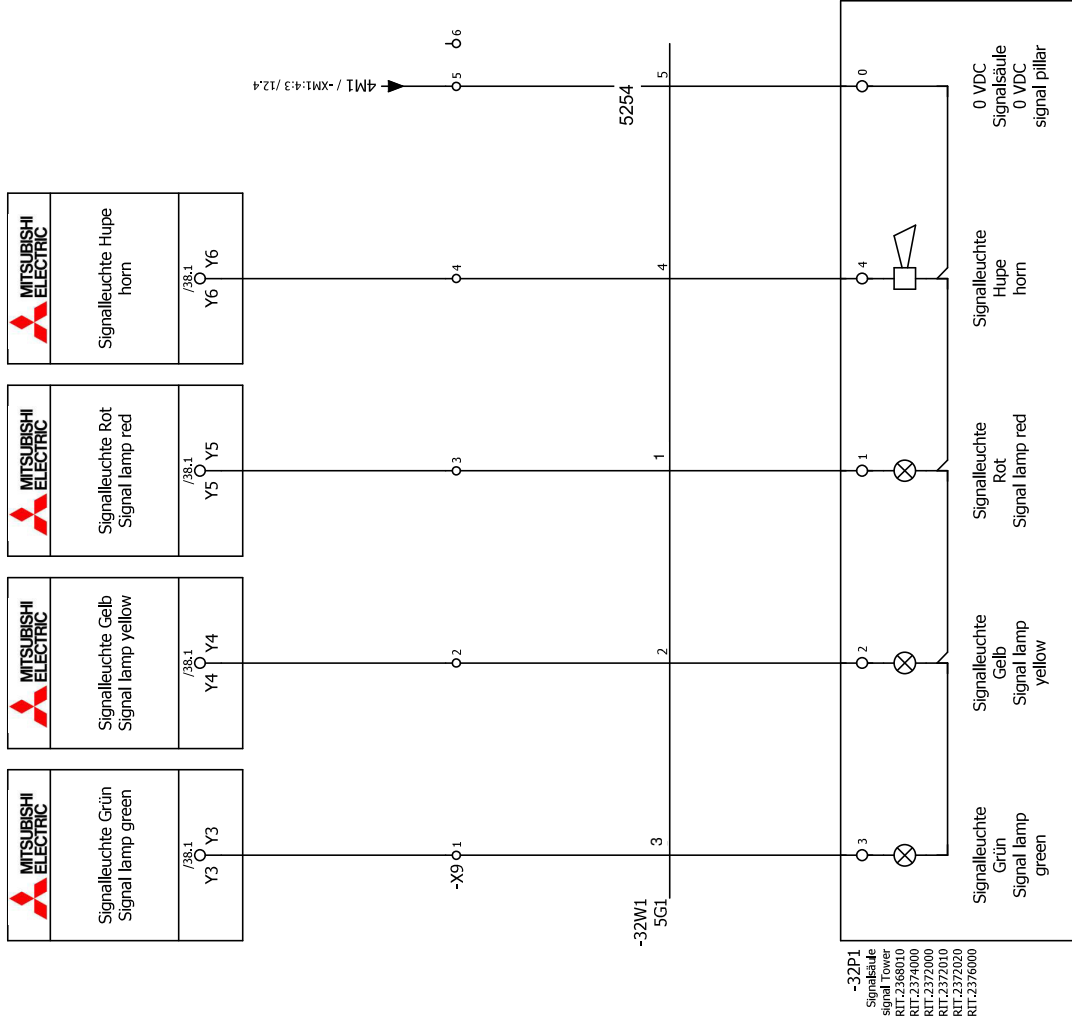 MITSUBISHI
ELECTRIC
Signalleuchte Grün
Signal lamp green
/38.1
Y3
Y3
MITSUBISHI
ELECTRIC
Signalleuchte Gelb
Signal lamp yellow
/38.1
Y4
Y4
MITSUBISHI
ELECTRIC
Signalleuchte Rot
Signal lamp red
/38.1
Y5
Y5
MITSUBISHI
ELECTRIC
Signalleuchte Hupe
horn
/38.1
Y6
Y6
4M1 / -XM1:4:3 / 12.4
-X9
1
2
3
4
5
6
-32W1
5G1
3
2
1
4
5
5254
-32P1
Signalsäule
signal Tower
RIT.2368010
RIT.2374000
RIT.2372000
RIT.2372010
RIT.2372020
RIT.2376000
3
2
1
4
0
Signalleuchte
Grün
Signal lamp
green
Signalleuchte
Gelb
Signal lamp
yellow
Signalleuchte
Rot
Signal lamp red
Signalleuchte
Hupe
horn
0 VDC
Signalsäule
0 VDC
signal pillar